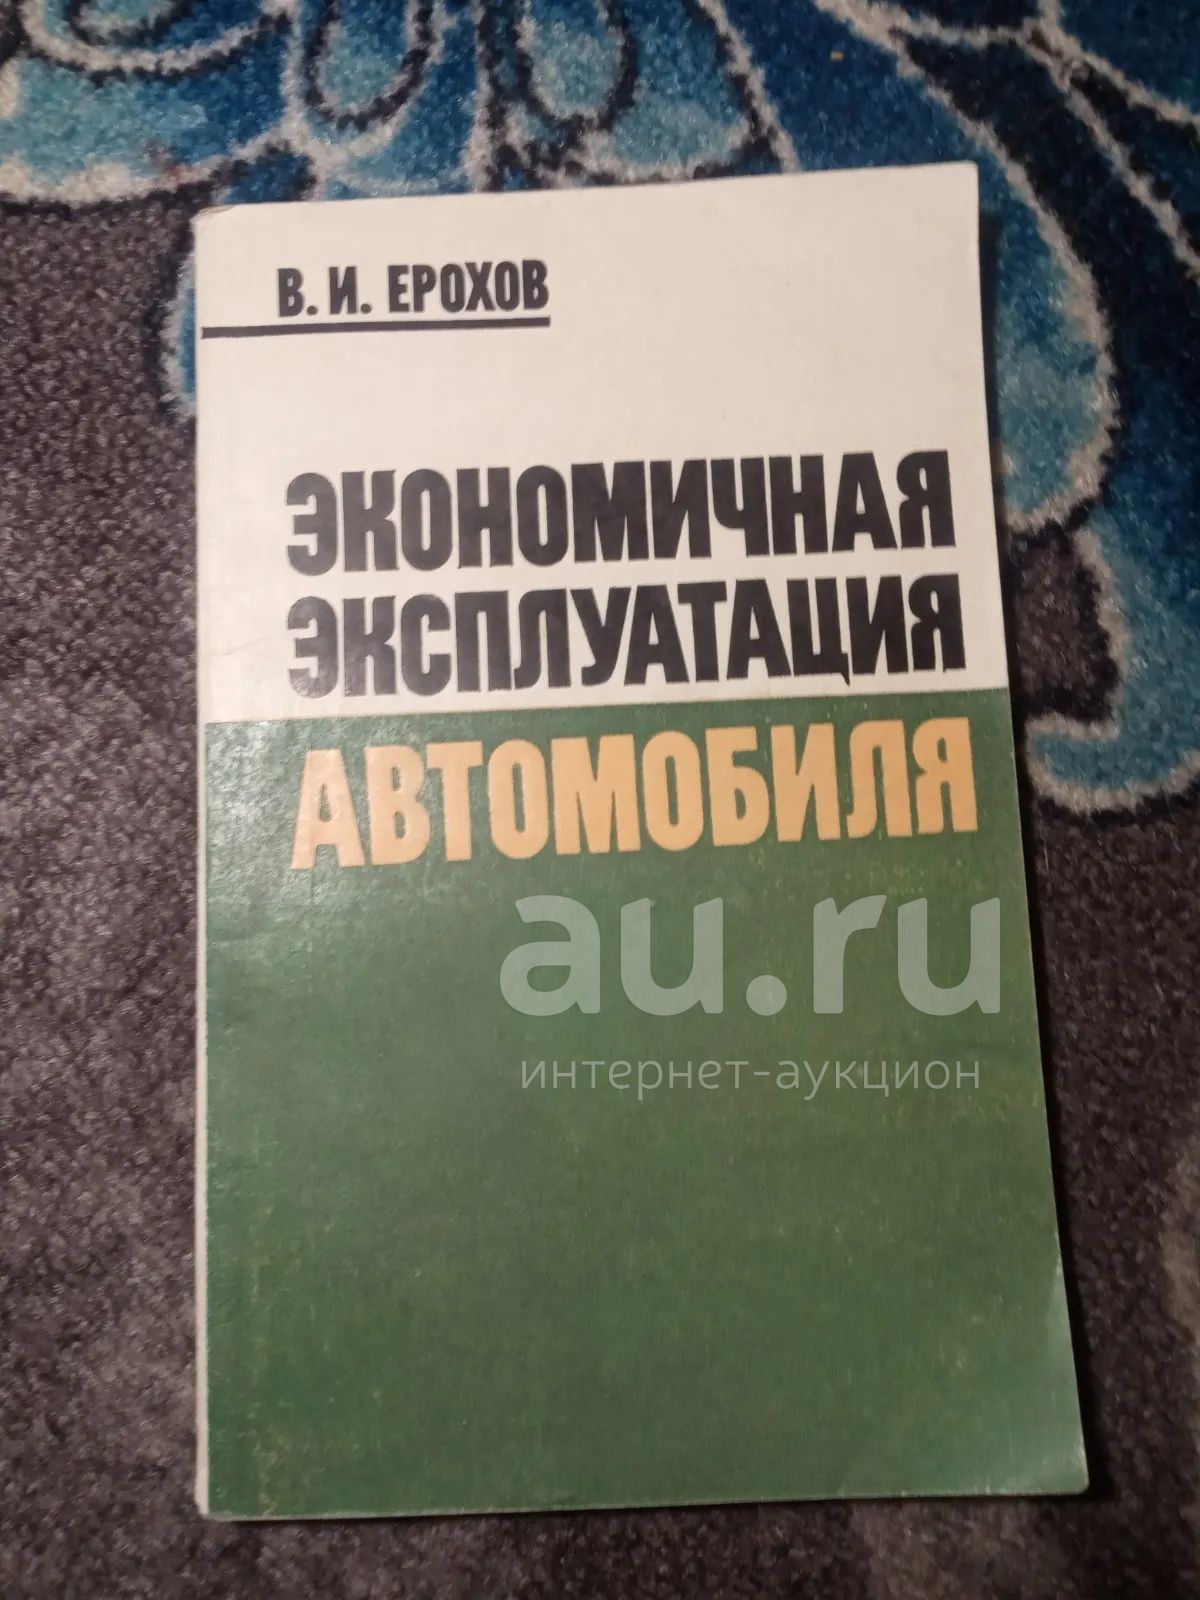 В. И. ЕРОХОВ
ЭКОНОМИЧНАЯ
ЭКСПЛУАТАЦИЯ
АВТОМОБИЛЯ
au.ru
интернет-аукцион